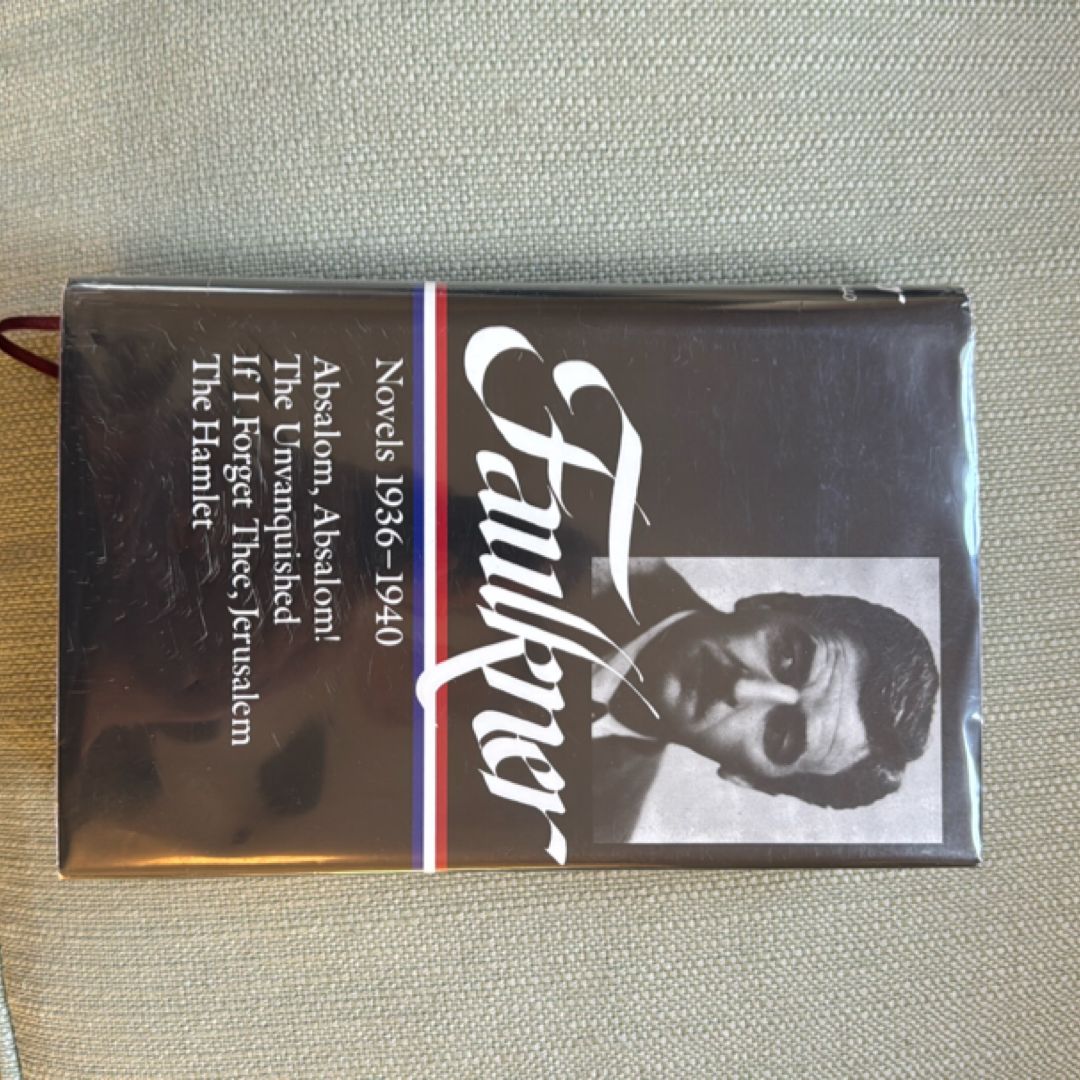 Faulkner
Novels 1936–1940
Absalom, Absalom!
The Unvanquished
If I Forget Thee, Jerusalem
The Hamlet